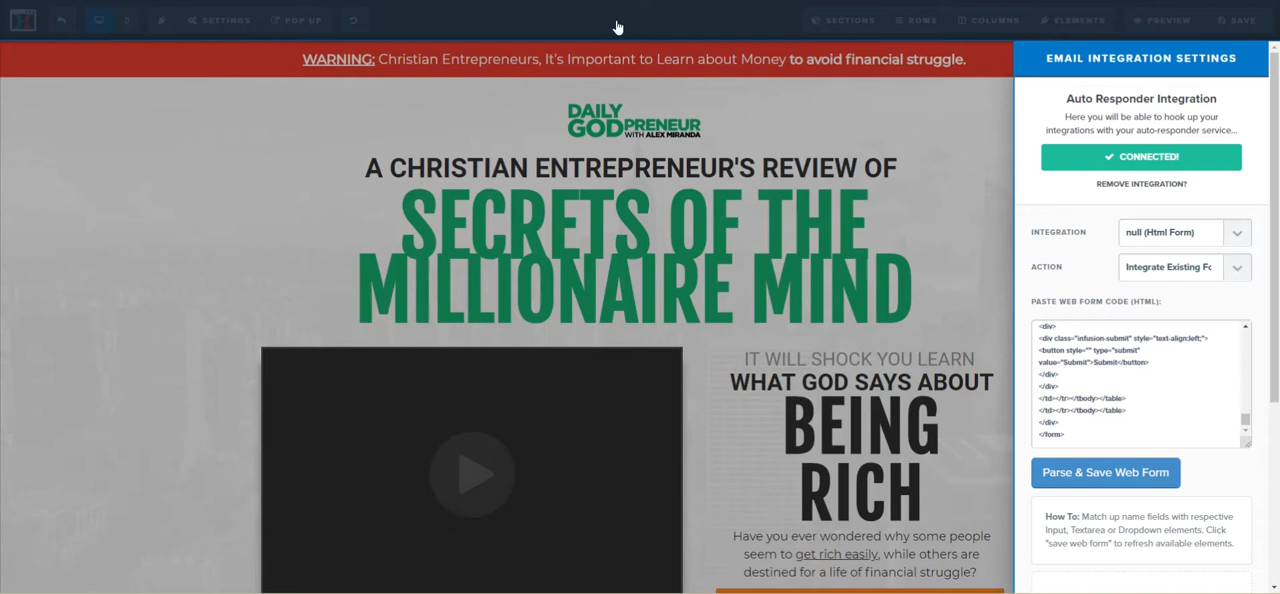 SETTINGS
POP UP
SECTIONS
ROWS
COLUMNS
ELEMENTS
PREVIEW
SAVE
WARNING: Christian Entrepreneurs, It's Important to Learn about Money to avoid financial struggle.
DAILY
GODPRENEUR
WITH ALEX MIRANDA
A CHRISTIAN ENTREPRENEUR'S REVIEW OF
SECRETS OF THE
MILLIONAIRE MIND
IT WILL SHOCK YOU LEARN
WHAT GOD SAYS ABOUT
BEING
RICH
Have you ever wondered why some people
seem to get rich easily, while others are
destined for a life of financial struggle?
EMAIL INTEGRATION SETTINGS
Auto Responder Integration
Here you will be able to hook up your
integrations with your auto-responder service...
CONNECTED!
REMOVE INTEGRATION?
INTEGRATION
null (Html Form)
ACTION
Integrate Existing Fo
PASTE WEB FORM CODE (HTML):
<div>
<div class="infusion-submit" style="text-align:left;">
<button style="" type="submit"
value="Submit">Submit</button>
</div>
</div>
</td></tr></tbody></table>
</td></tr></tbody></table>
</div>
</form>
Parse & Save Web Form
How To: Match up name fields with respective
Input, Textarea or Dropdown elements. Click
"save web form" to refresh available elements.